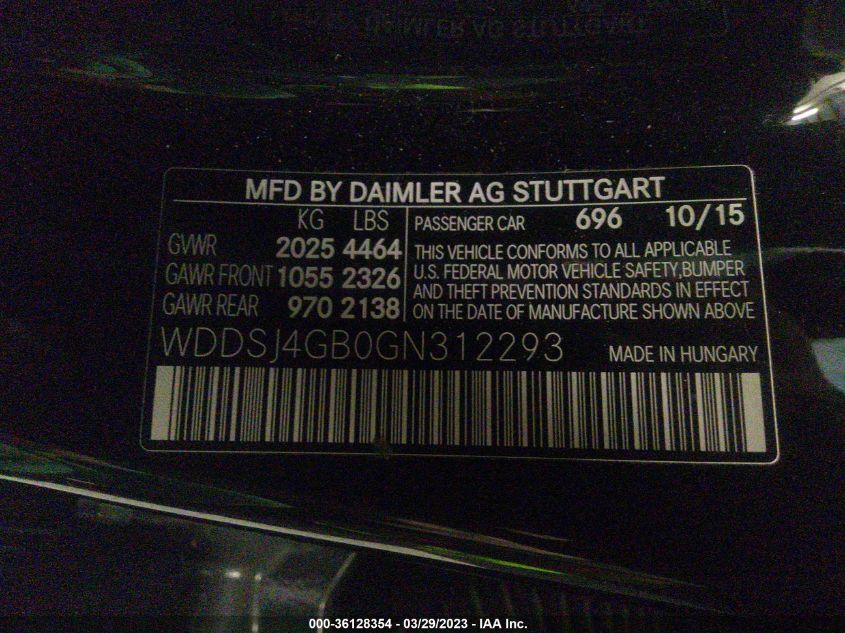 MFD BY DAIMLER AG STUTTGART
KG LBS
GVWR 2025 4464
GAWR FRONT 1055 2326
GAWR REAR 970 2138
PASSENGER CAR 696 10/15
THIS VEHICLE CONFORMS TO ALL APPLICABLE
U.S. FEDERAL MOTOR VEHICLE SAFETY,BUMPER
AND THEFT PREVENTION STANDARDS IN EFFECT
ON THE DATE OF MANUFACTURE SHOWN ABOVE
WDDSJ4GB0GN312293 MADE IN HUNGARY
000-36128354 - 03/29/2023 - IAA Inc.